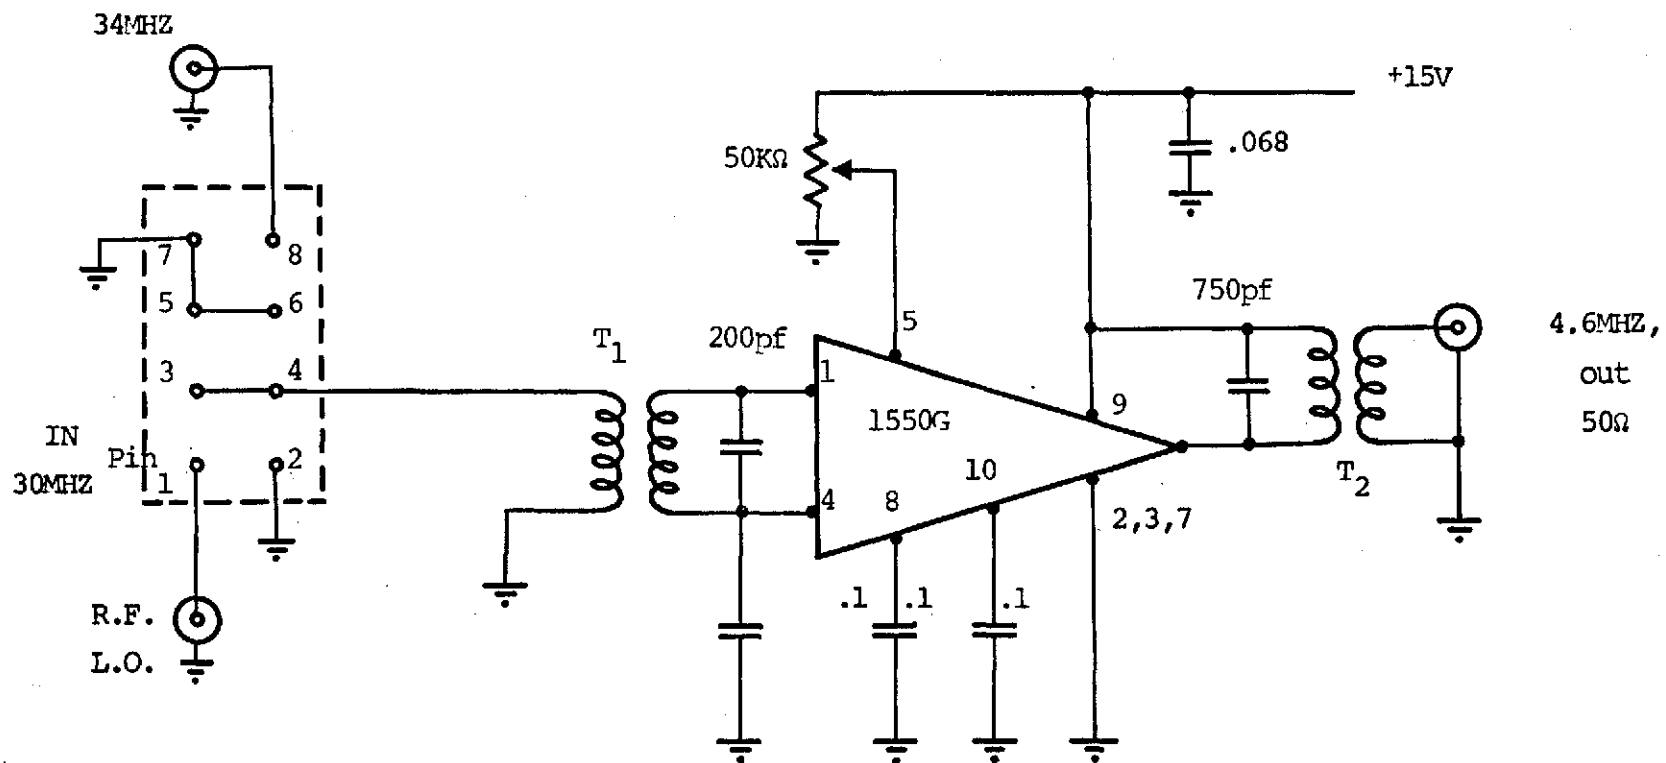 34MHZ
+15V
50KΩ
.068
7
8
5
6
3
4
IN
30MHZ
Pin
1
2
R.F.
L.O.
T1
200pf
1
4
5
1550G
8
10
9
2,3,7
.1
.1
.1
750pf
T2
4.6MHZ,
out
50Ω